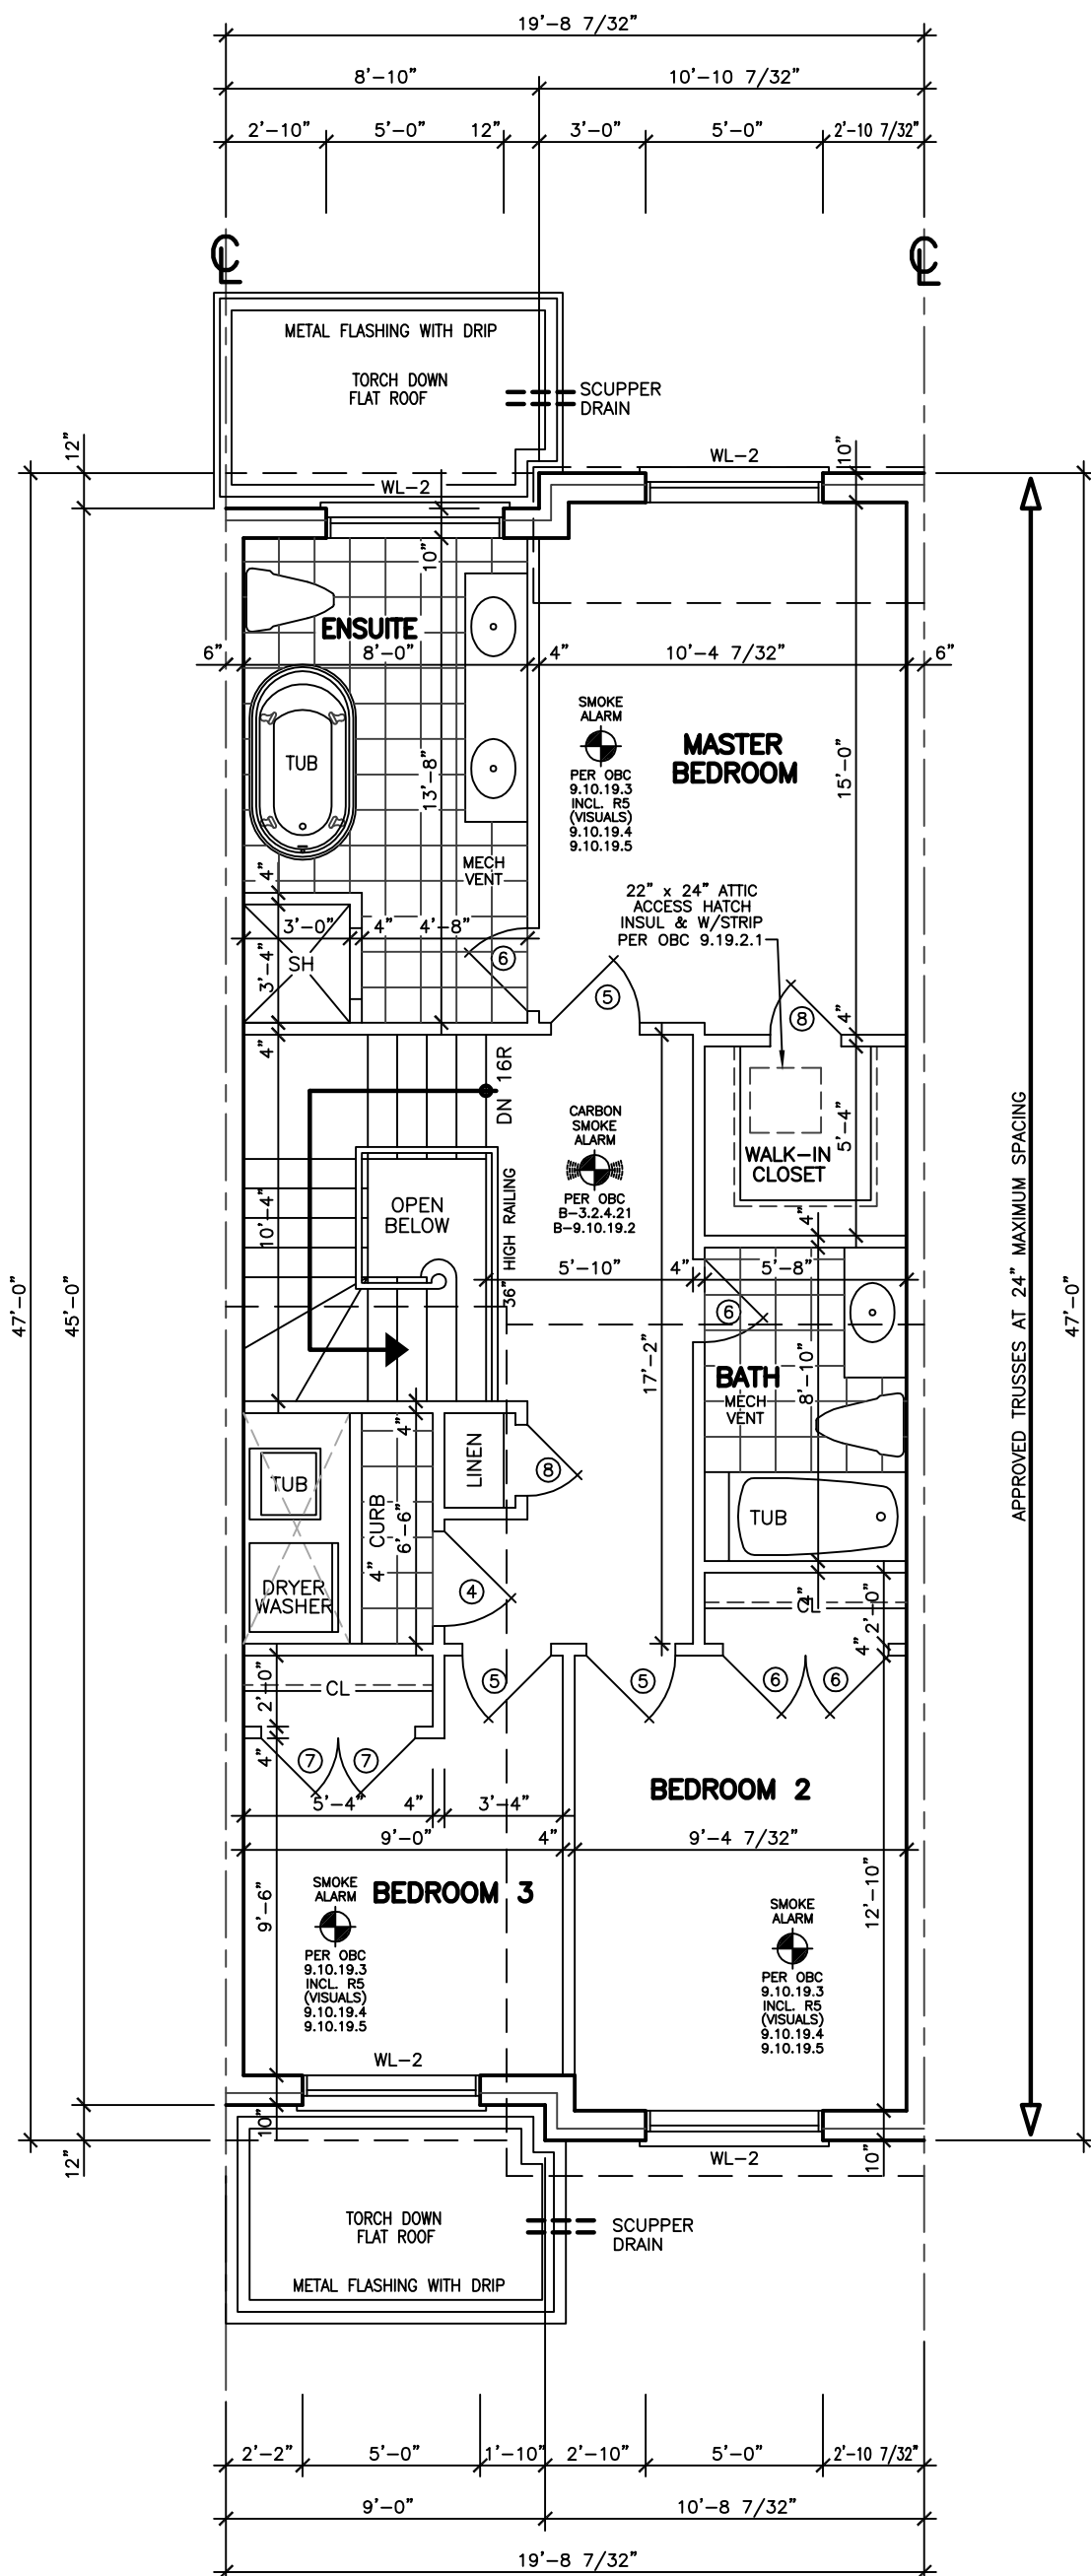 19'-8 7/32"
8'-10"
10'-10 7/32"
2'-10"
5'-0"
12"
3'-0"
5'-0"
2'-10 7/32"
℄
℄
METAL FLASHING WITH DRIP
TORCH DOWN
FLAT ROOF
SCUPPER
DRAIN
12"
WL-2
10"
WL-2
10"
ENSUITE
6"
8'-0"
4"
10'-4 7/32"
6"
SMOKE
ALARM
PER OBC
9.10.19.3
INCL. R5
(VISUALS)
9.10.19.4
9.10.19.5
MASTER
BEDROOM
TUB
13'-8"
15'-0"
MECH
VENT
4"
22" x 24" ATTIC
ACCESS HATCH
INSUL & W/STRIP
PER OBC 9.19.2.1
3'-0"
4"
4'-8"
SH
3'-4"
6
5
8
4"
4"
DN 16R
CARBON
SMOKE
ALARM
PER OBC
B-3.2.4.21
B-9.10.19.2
5'-4"
WALK-IN
CLOSET
APPROVED TRUSSES AT 24" MAXIMUM SPACING
OPEN
BELOW
36" HIGH RAILING
10'-4"
4"
5'-10"
4"
5'-8"
47'-0"
45'-0"
47'-0"
6
17'-2"
BATH
MECH
VENT
8'-10"
4"
LINEN
8
TUB
4" CURB
6'-6"
TUB
DRYER
WASHER
4
4"
CL
2'-0"
4"
5
5
6
6
2'-0"
CL
4"
7
7
BEDROOM 2
5'-4"
4"
3'-4"
9'-0"
4"
9'-4 7/32"
SMOKE
ALARM
PER OBC
9.10.19.3
INCL. R5
(VISUALS)
9.10.19.4
9.10.19.5
BEDROOM 3
9'-6"
12'-10"
SMOKE
ALARM
PER OBC
9.10.19.3
INCL. R5
(VISUALS)
9.10.19.4
9.10.19.5
WL-2
10"
12"
WL-2
10"
TORCH DOWN
FLAT ROOF
METAL FLASHING WITH DRIP
SCUPPER
DRAIN
2'-2"
5'-0"
1'-10"
2'-10"
5'-0"
2'-10 7/32"
9'-0"
10'-8 7/32"
19'-8 7/32"